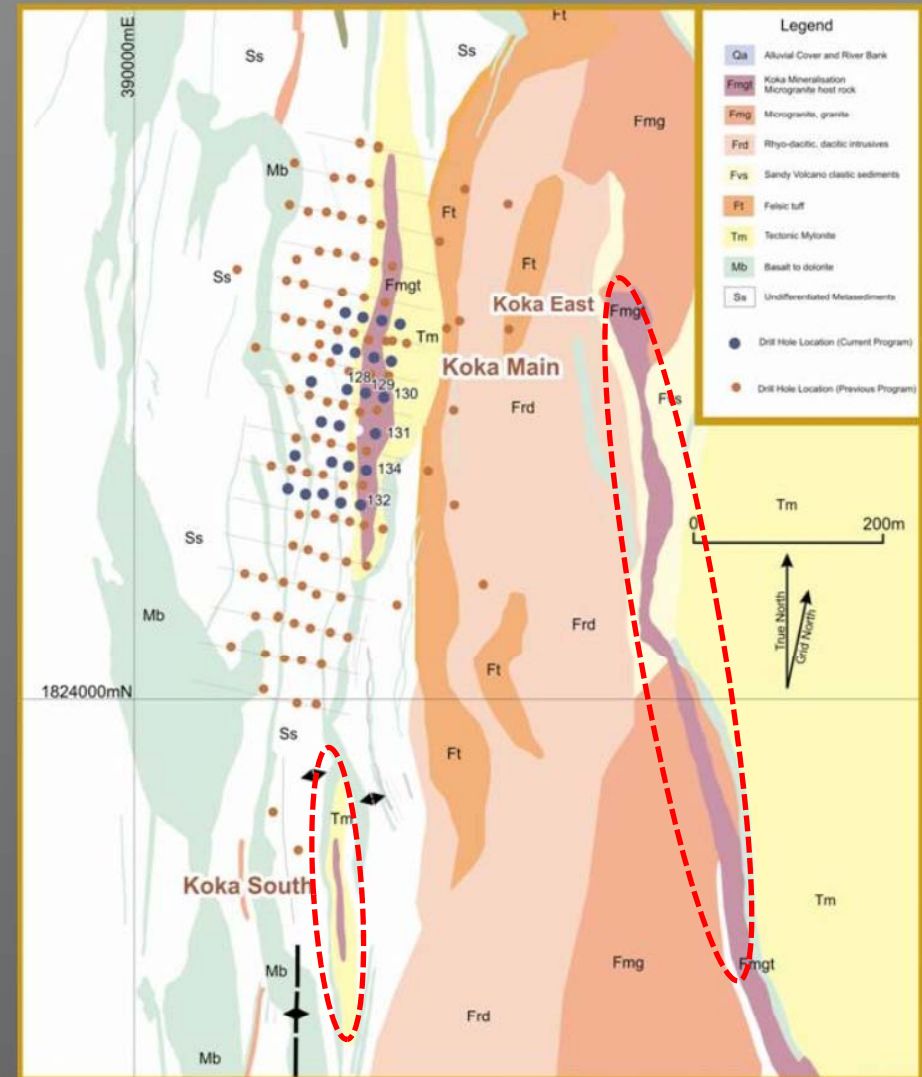 Legend
Qa Alluvial Cover and River Bank
Fmgt Koka Mineralisation
Microgranite host rock
Fmg Microgranite, granite
Frd Rhyo-dacitic, dacitic intrusives
Fvs Sandy Volcano clastic sediments
Ft Felsic tuff
Tm Tectonic Mylonite
Mb Basalt to dolerite
Ss Undifferentiated Metasediments
Drill Hole Location (Current Program)
Drill Hole Location (Previous Program)
390000mE
Ft
Ss
Ss
Fmg
Mb
Ft
Ft
Ss
Fmgt
Koka East
Fmgt
Tm
Koka Main
128
129
130
Fvs
Frd
131
134
132
Tm
0 200m
Ss
True North
Grid North
Mb
Frd
Ft
1824000mN
Ss
Ft
Tm
Koka South
Tm
Mb
Fmg
Fmgt
Frd
Mb